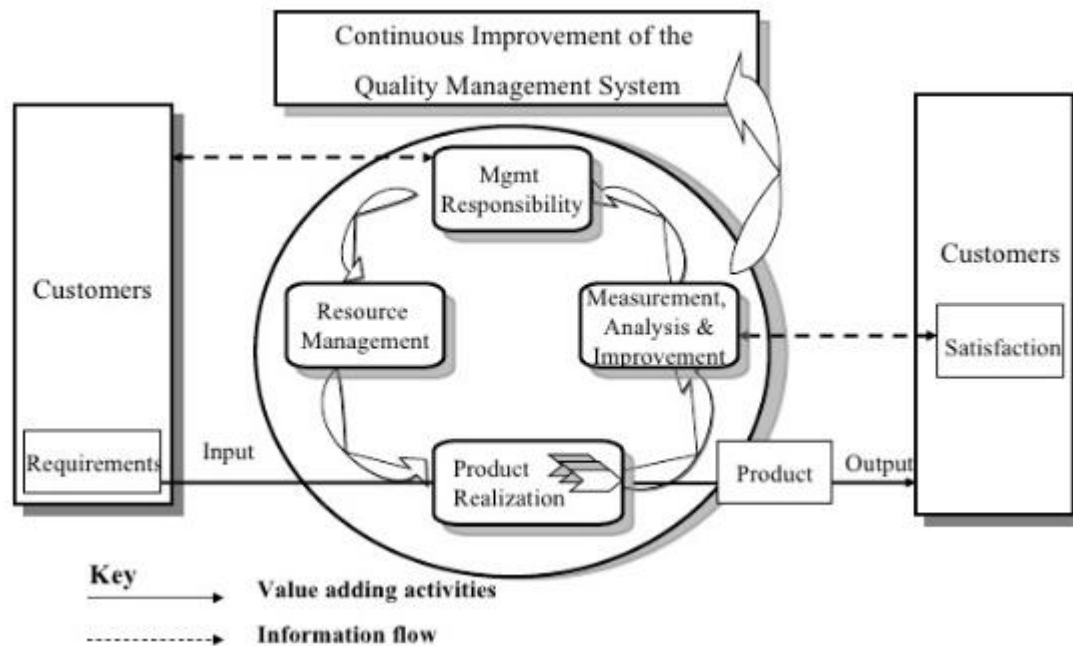 Continuous Improvement of the
Quality Management System
Customers
Requirements
Input
Mgmt
Responsibility
Resource
Management
Measurement,
Analysis &
Improvement
Product
Realization
Product
Output
Customers
Satisfaction
Key
Value adding activities
Information flow